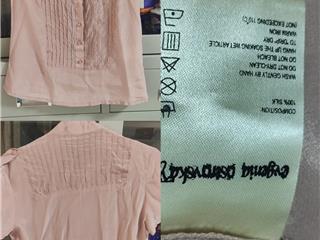 COMPOSITION:
100% SILK
WASH GENTLY BY HAND
DO NOT DRY-CLEAN
DO NOT BLEACH
HANG UP THE SOAKING WET ARTICLE
TO "DRIP" DRY
WARM IRON
(NOT EXCEEDING 110°C)
evgenia ostrovska